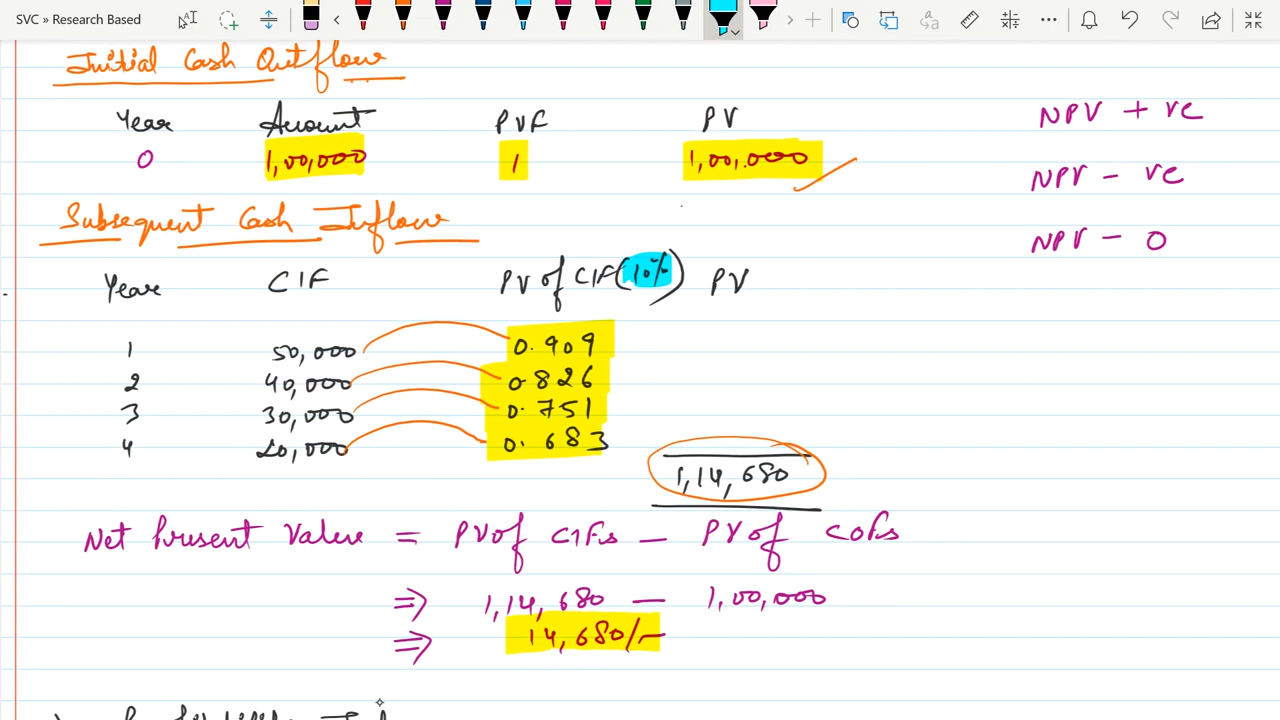 SVC » Research Based
Initial Cash Outflow
Year Amount PVF PV
0 1,00,000 1 1,00,000
NPV + ve
NPV - ve
NPV - 0
Subsequent Cash Inflow
Year CIF PV of CIF (10%) PV
1 50,000 0.909
2 40,000 0.826
3 30,000 0.751
4 20,000 0.683
1,14,680
Net Present Value = PV of CIFs - PV of COFs
⇒ 1,14,680 - 1,00,000
⇒ 14,680/-